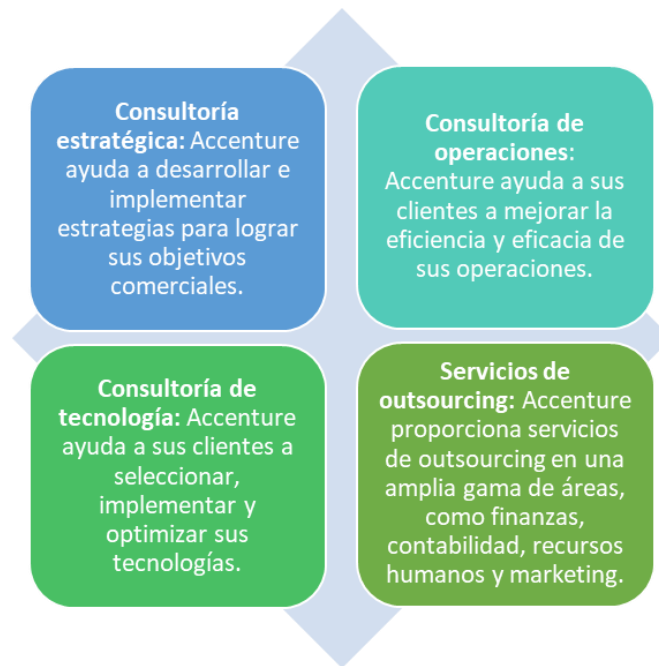 Consultoría
estratégica: Accenture
ayuda a desarrollar e
implementar
estrategias para lograr
sus objetivos
comerciales.
Consultoría de
operaciones:
Accenture ayuda a sus
clientes a mejorar la
eficiencia y eficacia de
sus operaciones.
Consultoría de
tecnología: Accenture
ayuda a sus clientes a
seleccionar,
implementar y
optimizar sus
tecnologías.
Servicios de
outsourcing: Accenture
proporciona servicios
de outsourcing en una
amplia gama de áreas,
como finanzas,
contabilidad, recursos
humanos y marketing.